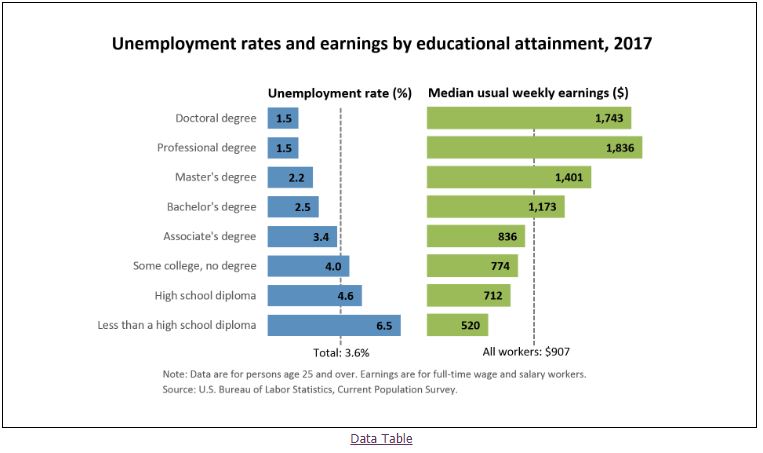 Unemployment rates and earnings by educational attainment, 2017
Unemployment rate (%) Median usual weekly earnings ($)
Doctoral degree 1.5 1,743
Professional degree 1.5 1,836
Master's degree 2.2 1,401
Bachelor's degree 2.5 1,173
Associate's degree 3.4 836
Some college, no degree 4.0 774
High school diploma 4.6 712
Less than a high school diploma 6.5 520
Total: 3.6% All workers: $907
Note: Data are for persons age 25 and over. Earnings are for full-time wage and salary workers.
Source: U.S. Bureau of Labor Statistics, Current Population Survey.
Data Table